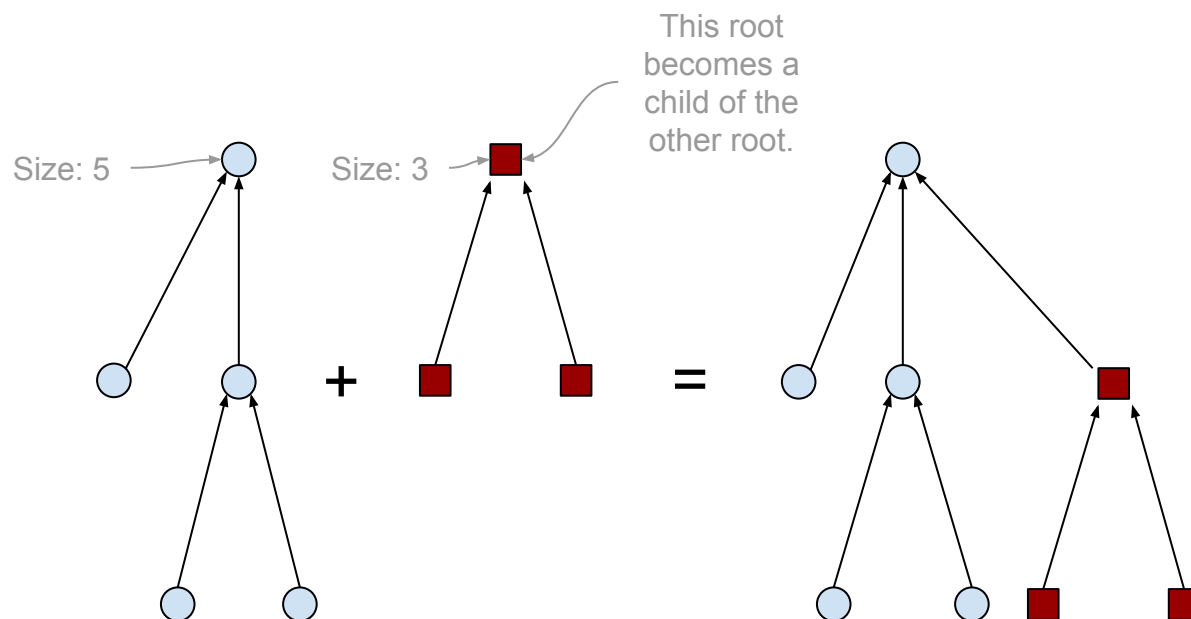 This root
becomes a
child of the
other root.
Size: 5
Size: 3
+
=